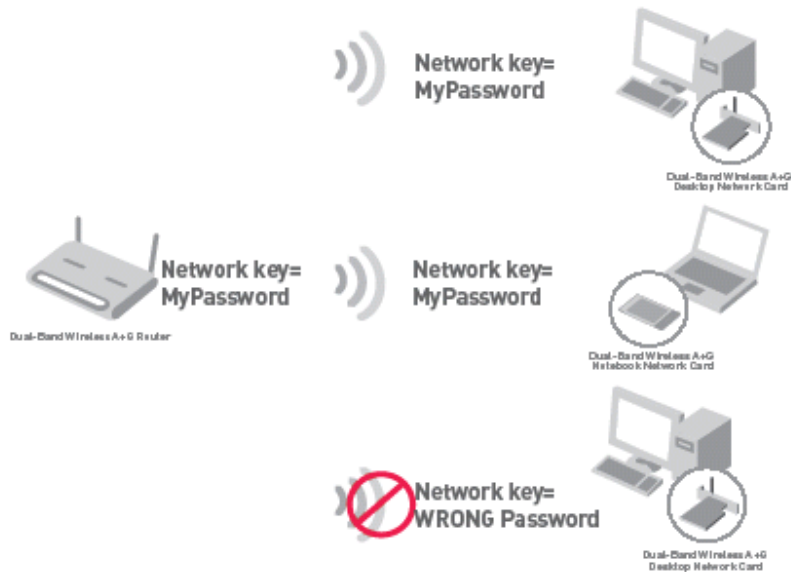 Network key=
MyPassword
Dual-Band Wireless A+G
Desktop Network Card
Network key=
MyPassword
Dual-Band Wireless A+G Router
Network key=
MyPassword
Dual-Band Wireless A+G
Notebook Network Card
Network key=
WRONG Password
Dual-Band Wireless A+G
Desktop Network Card